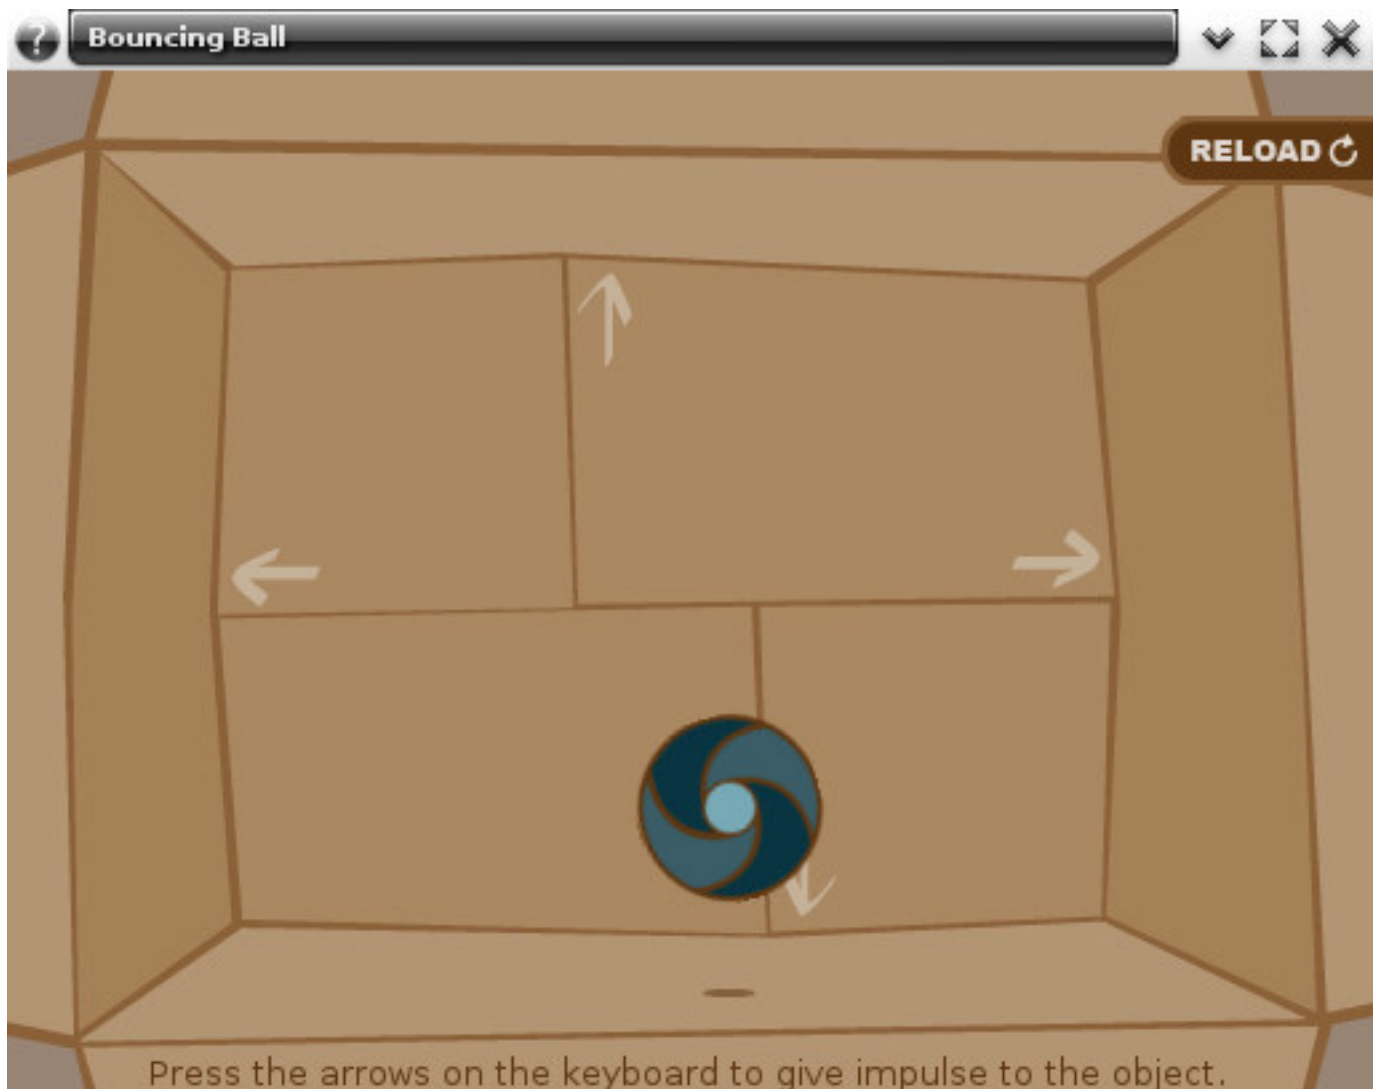 ?
Bouncing Ball
RELOAD
Press the arrows on the keyboard to give impulse to the object.